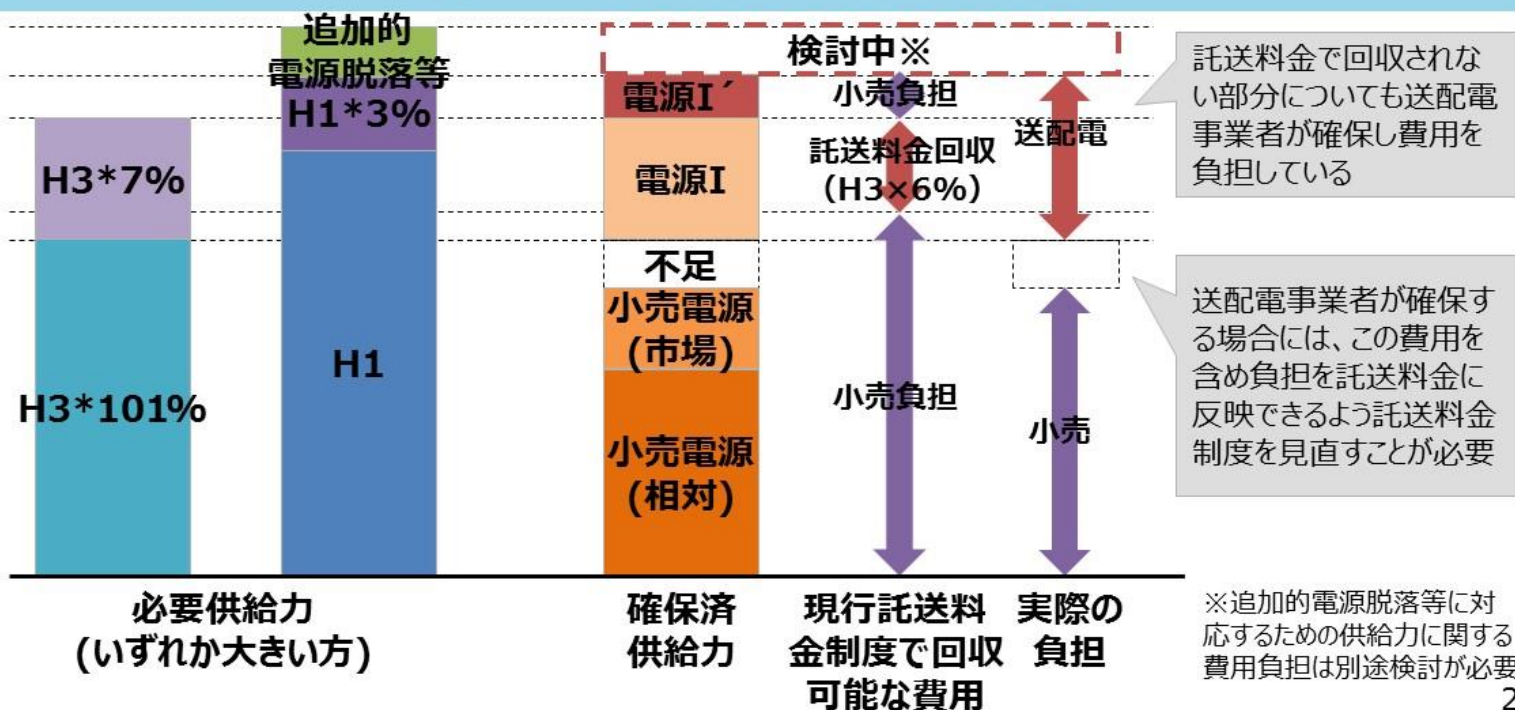 追加的
電源脱落等
H1*3%
H3*7%
H1
H3*101%
検討中※
電源I´
電源I
不足
小売電源
(市場)
小売電源
(相対)
小売負担
託送料金回収
(H3×6%)
小売負担
送配電
小売
託送料金で回収されな
い部分についても送配電
事業者が確保し費用を
負担している
送配電事業者が確保す
る場合には、この費用を
含め負担を託送料金に
反映できるよう託送料金
制度を見直すことが必要
必要供給力
(いずれか大きい方)
確保済
供給力
現行託送料
金制度で回収
可能な費用
実際の
負担
※追加的電源脱落等に対
応するための供給力に関する
費用負担は別途検討が必要
2